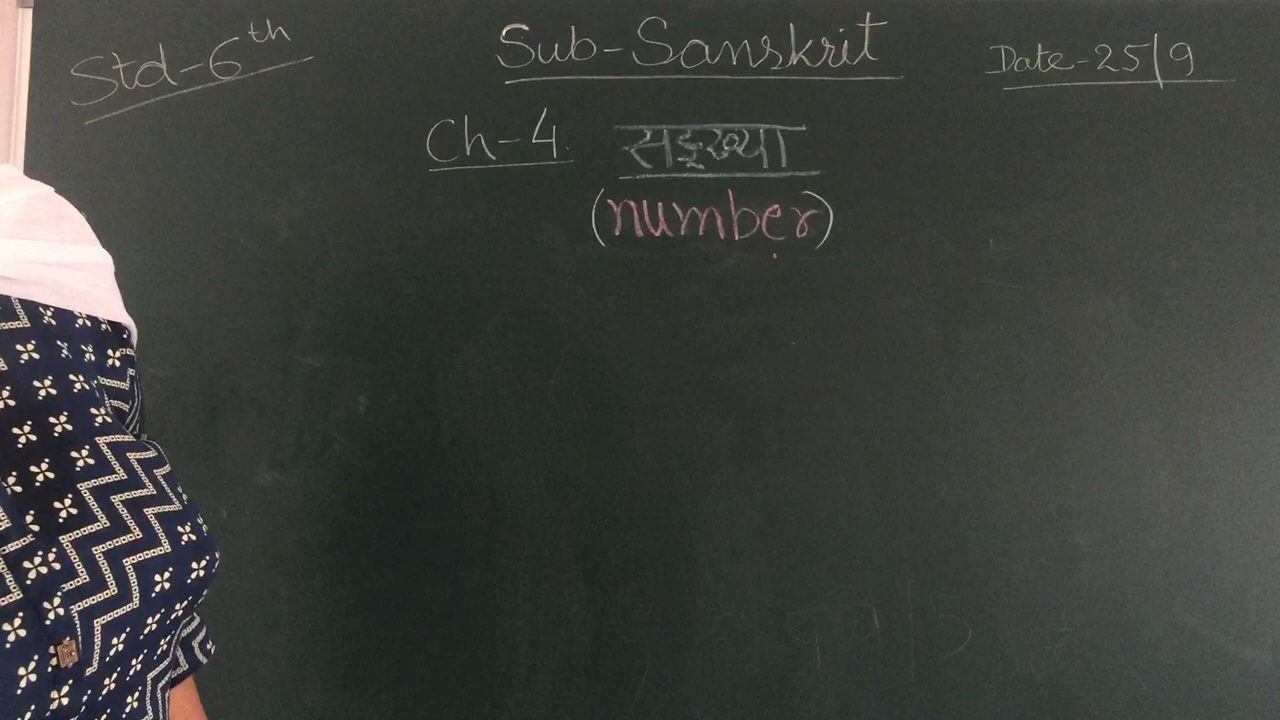 Std-6th Sub-Sanskrit Date-25/9
Ch-4. सङ्ख्या
(number)